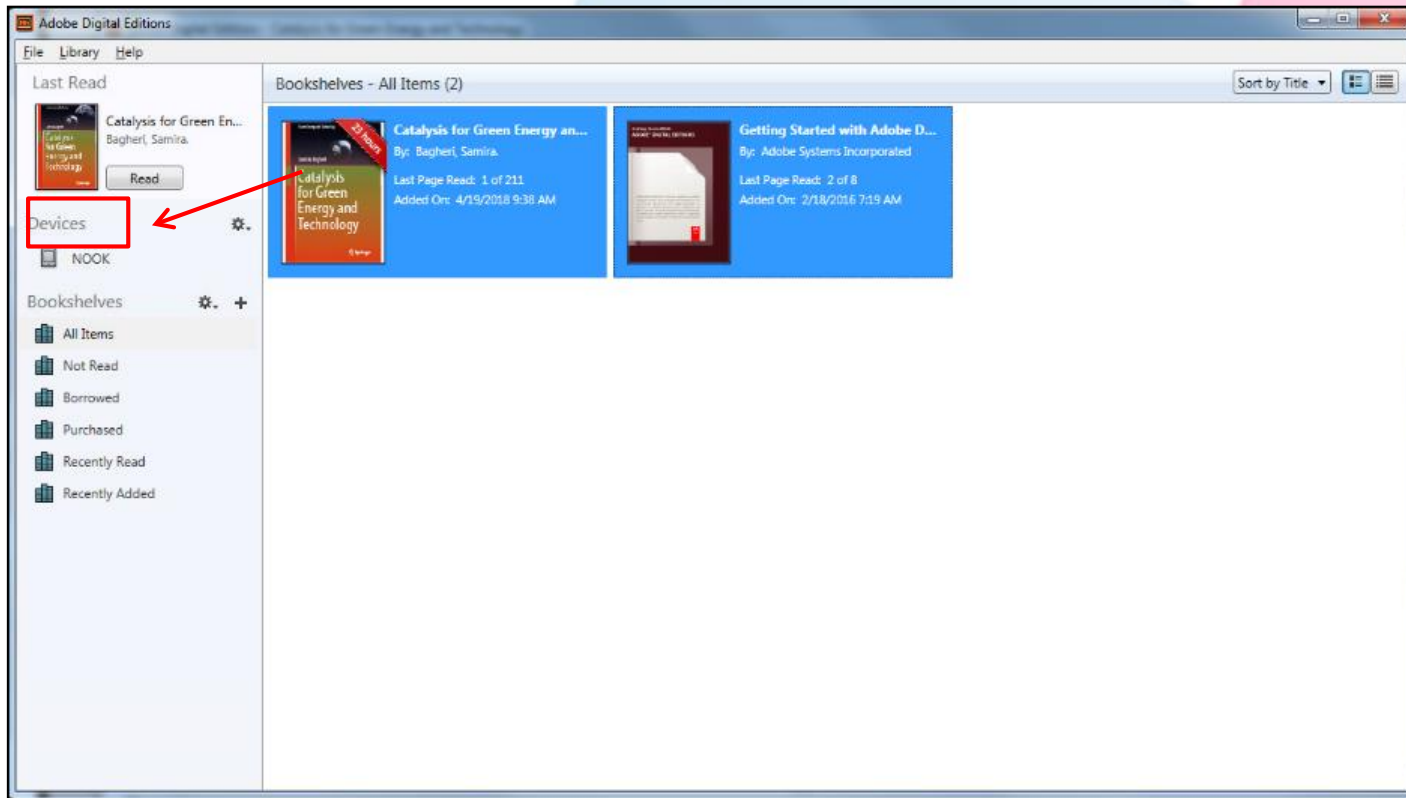 Adobe Digital Editions
File Library Help
Last Read
Catalysis for Green En...
Bagheri, Samira.
Read
Devices
NOOK
Bookshelves
All Items
Not Read
Borrowed
Purchased
Recently Read
Recently Added
Bookshelves - All Items (2)
Sort by Title
23 hours
Catalysis
for Green
Energy and
Technology
Springer
Catalysis for Green Energy an...
By: Bagheri, Samira.
Last Page Read: 1 of 211
Added On: 4/19/2018 9:38 AM
Getting Started with Adobe D...
By: Adobe Systems Incorporated
Last Page Read: 2 of 8
Added On: 2/18/2016 7:19 AM